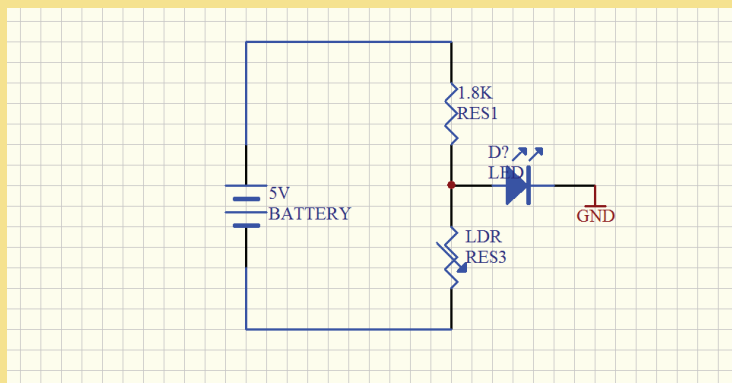 1.8K
RES1
D?
LED
5V
BATTERY
GND
LDR
RES3